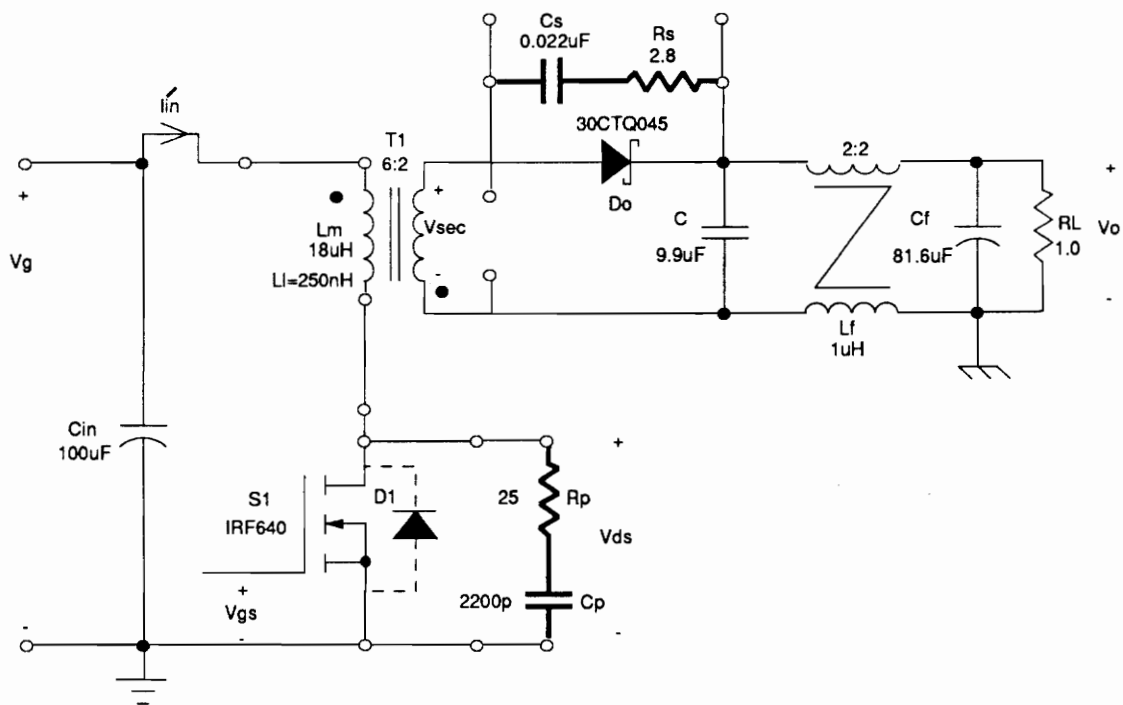 Cs
0.022uF
Rs
2.8
Iin
30CTQ045
T1
6:2
2:2
+
+
+
Do
Vsec
Lm
18uH
Ll=250nH
C
9.9uF
Cf
81.6uF
RL
1.0
Vo
Vg
-
-
Lf
1uH
Cin
100uF
+
S1
IRF640
D1
25
Rp
Vds
+
Vgs
-
2200p
Cp
-
-
-